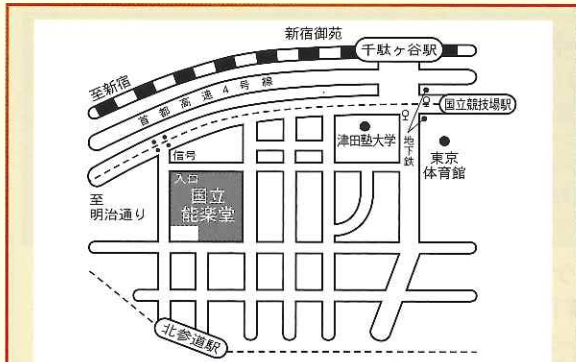 新宿御苑
千駄ヶ谷駅
至新宿
首都高速4号線
国立競技場駅
信号
津田塾大学
地下鉄
東京
体育館
入口
国立
能楽堂
至
明治通り
北参道駅